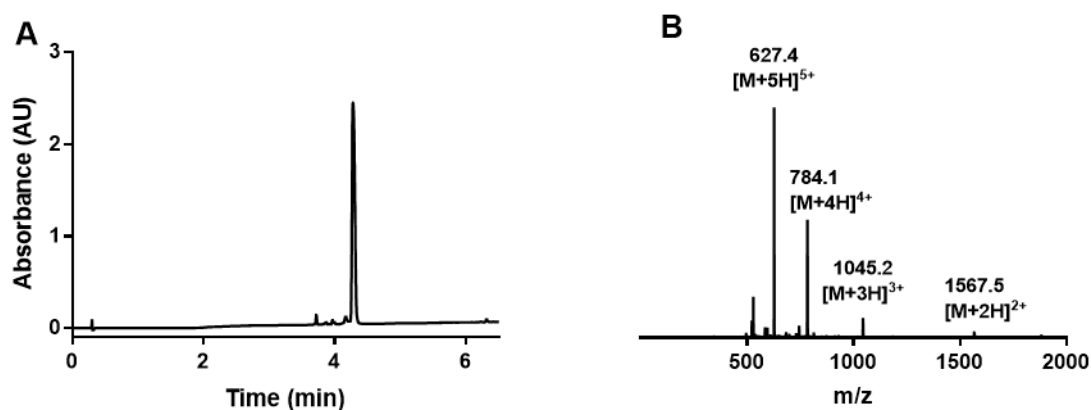 A
3
2
1
0
0
2
4
6
Absorbance (AU)
Time (min)
B
627.4
[M+5H]⁵⁺
784.1
[M+4H]⁴⁺
1045.2
[M+3H]³⁺
1567.5
[M+2H]²⁺
500
1000
1500
2000
m/z